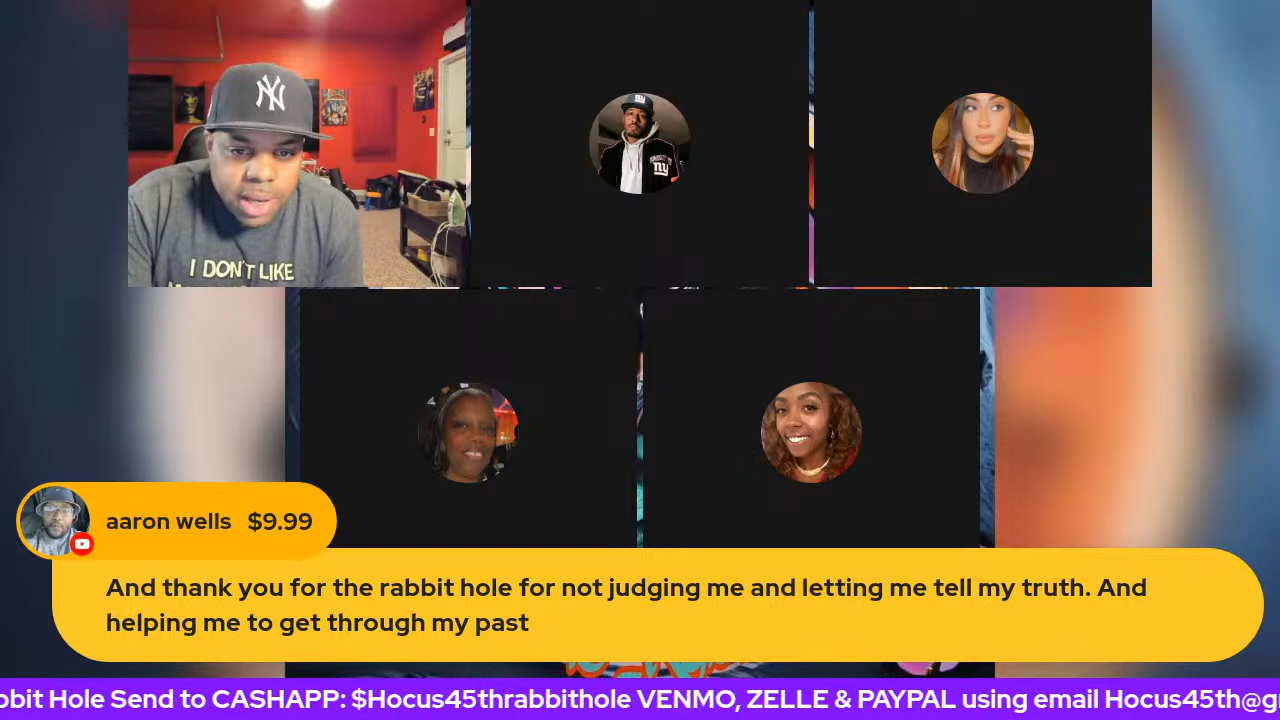 NY
NY
ny
I DON'T LIKE
aaron wells $9.99
And thank you for the rabbit hole for not judging me and letting me tell my truth. And
helping me to get through my past
bbit Hole Send to CASHAPP: $Hocus45thrabbithole VENMO, ZELLE & PAYPAL using email Hocus45th@g